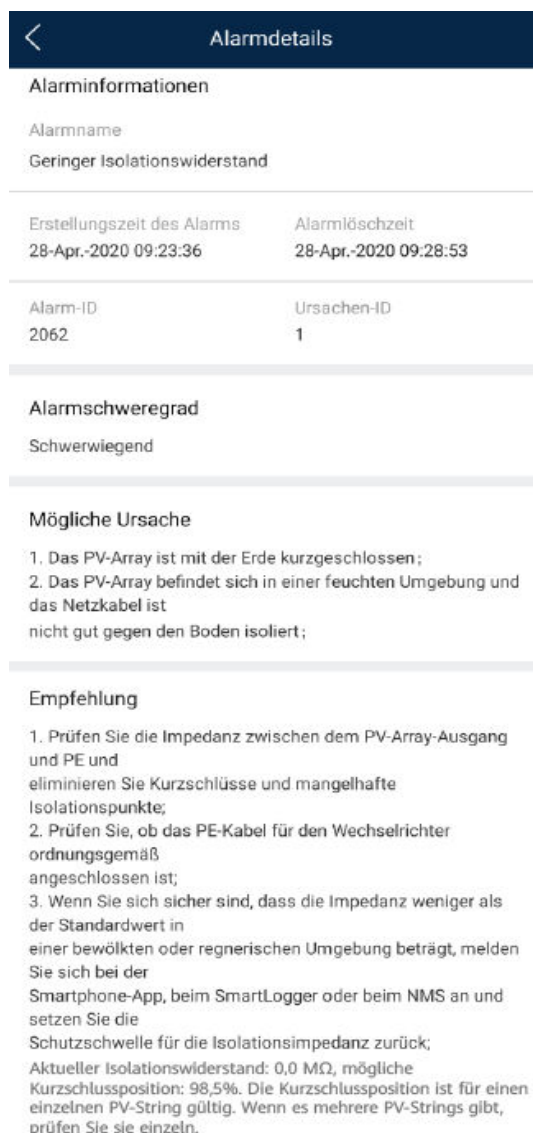 Alarmdetails
Alarminformationen
Alarmname
Geringer Isolationswiderstand
Erstellungszeit des Alarms
Alarmlöschzeit
28-Apr.-2020 09:23:36
28-Apr.-2020 09:28:53
Alarm-ID
Ursachen-ID
2062
1
Alarmschweregrad
Schwerwiegend
Mögliche Ursache
1. Das PV-Array ist mit der Erde kurzgeschlossen;
2. Das PV-Array befindet sich in einer feuchten Umgebung und
das Netzkabel ist
nicht gut gegen den Boden isoliert;
Empfehlung
1. Prüfen Sie die Impedanz zwischen dem PV-Array-Ausgang
und PE und
eliminieren Sie Kurzschlüsse und mangelhafte
Isolationspunkte;
2. Prüfen Sie, ob das PE-Kabel für den Wechselrichter
ordnungsgemäß
angeschlossen ist;
3. Wenn Sie sich sicher sind, dass die Impedanz weniger als
der Standardwert in
einer bewölkten oder regnerischen Umgebung beträgt, melden
Sie sich bei der
Smartphone-App, beim SmartLogger oder beim NMS an und
setzen Sie die
Schutzschwelle für die Isolationsimpedanz zurück;
Aktueller Isolationswiderstand: 0,0 MΩ, mögliche
Kurzschlussposition: 98,5%. Die Kurzschlussposition ist für einen
einzelnen PV-String gültig. Wenn es mehrere PV-Strings gibt,
prüfen Sie sie einzeln.